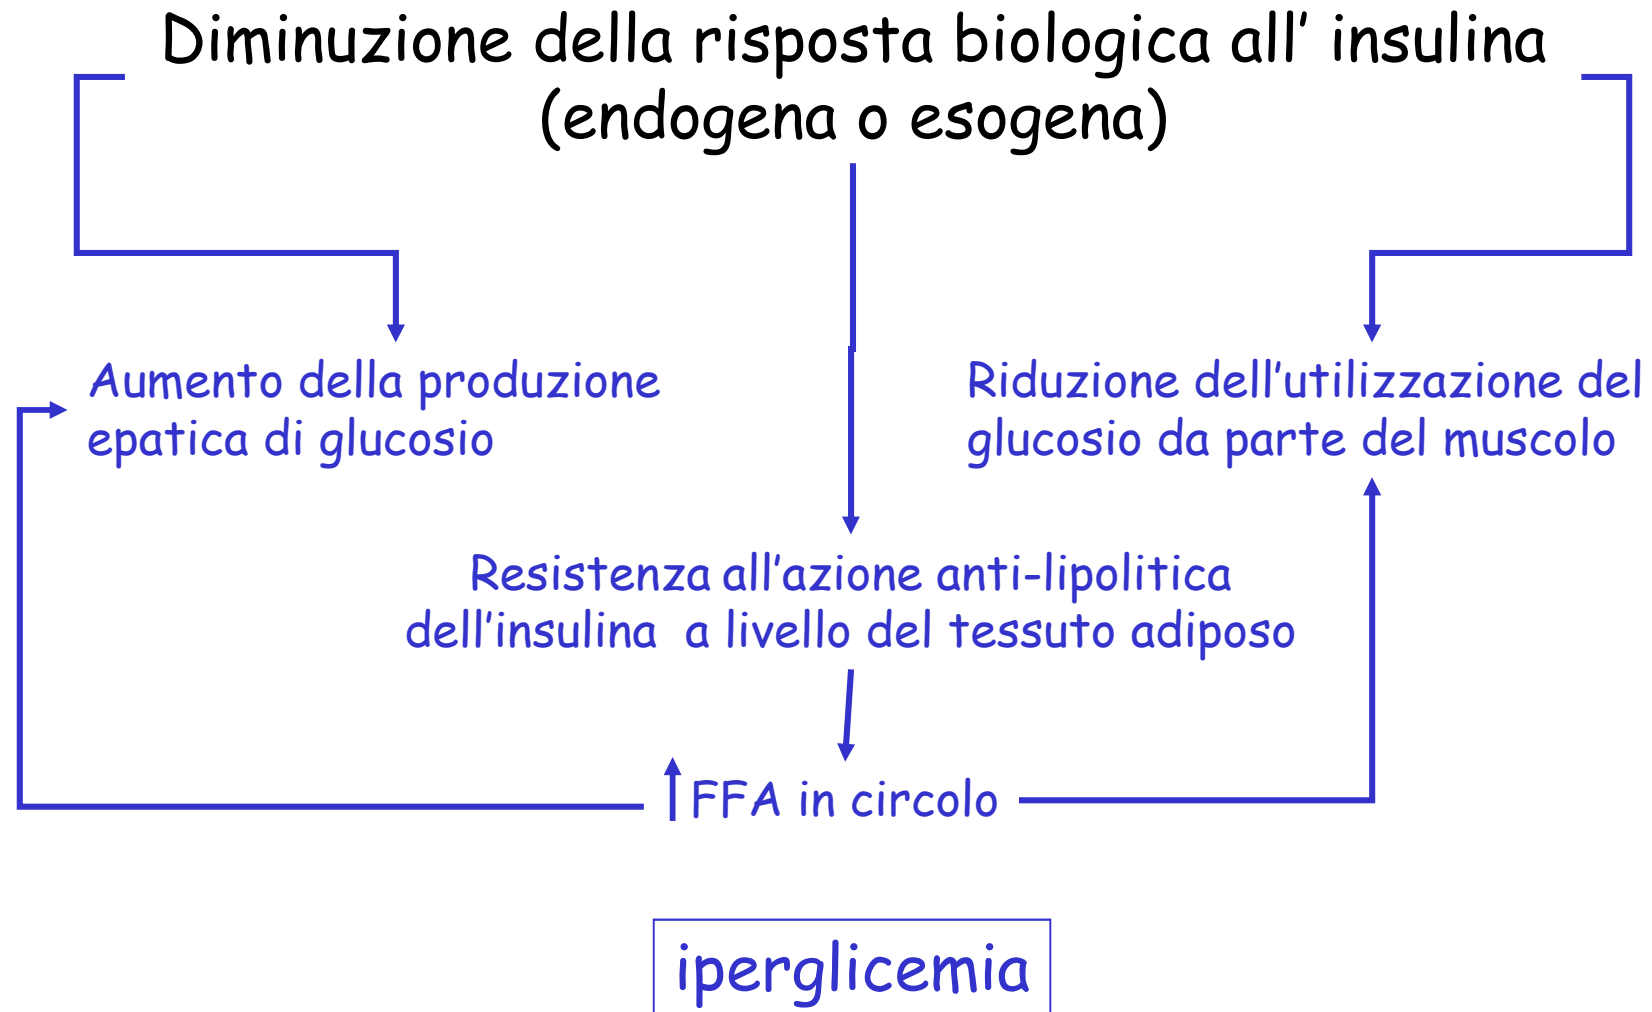 Diminuzione della risposta biologica all’ insulina
(endogena o esogena)
Aumento della produzione
epatica di glucosio
Riduzione dell’utilizzazione del
glucosio da parte del muscolo
Resistenza all’azione anti-lipolitica
dell’insulina a livello del tessuto adiposo
FFA in circolo
iperglicemia